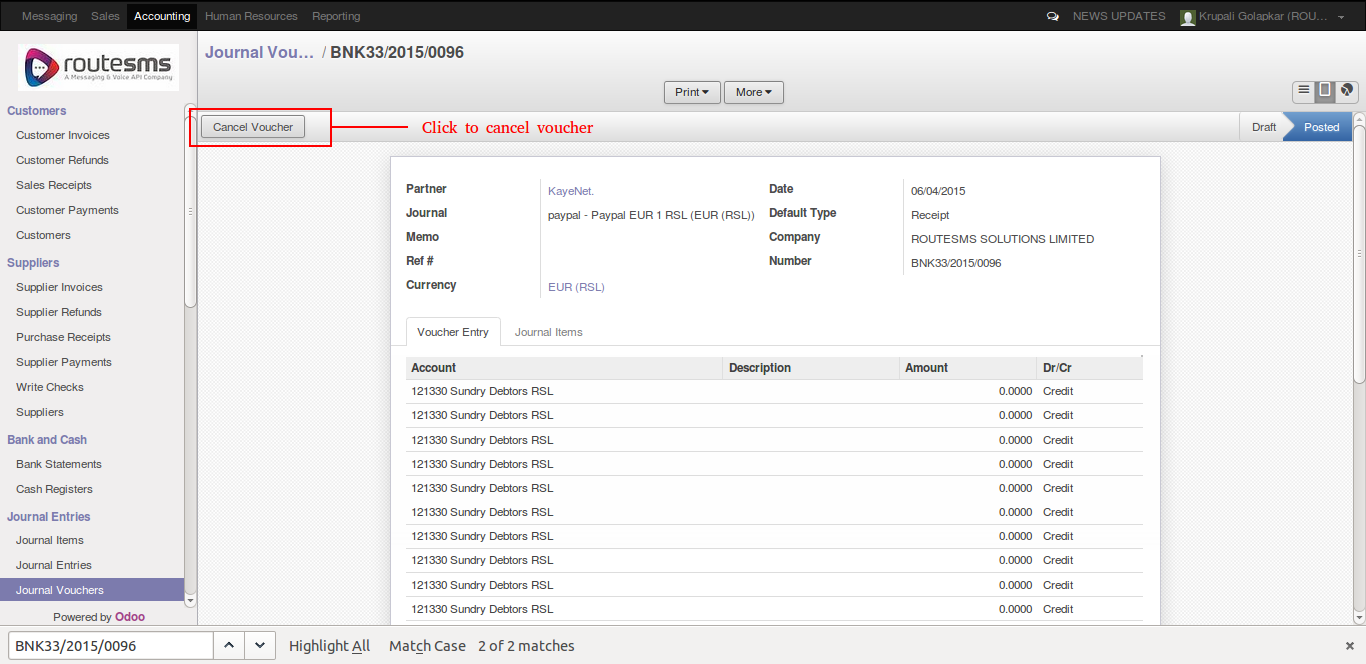 Messaging Sales Accounting Human Resources Reporting NEWS UPDATES Krupali Golapkar (ROU...
routesms
A Messaging & Voice API Company
Journal Vou... / BNK33/2015/0096
Print More
Customers
Customer Invoices
Customer Refunds
Sales Receipts
Customer Payments
Customers
Suppliers
Supplier Invoices
Supplier Refunds
Purchase Receipts
Supplier Payments
Write Checks
Suppliers
Bank and Cash
Bank Statements
Cash Registers
Journal Entries
Journal Items
Journal Entries
Journal Vouchers
Powered by Odoo
Cancel Voucher Click to cancel voucher Draft Posted
Partner KayeNet. Date 06/04/2015
Journal paypal - Paypal EUR 1 RSL (EUR (RSL)) Default Type Receipt
Memo Company ROUTESMS SOLUTIONS LIMITED
Ref # Number BNK33/2015/0096
Currency EUR (RSL)
Voucher Entry Journal Items
Account Description Amount Dr/Cr
121330 Sundry Debtors RSL 0.0000 Credit
121330 Sundry Debtors RSL 0.0000 Credit
121330 Sundry Debtors RSL 0.0000 Credit
121330 Sundry Debtors RSL 0.0000 Credit
121330 Sundry Debtors RSL 0.0000 Credit
121330 Sundry Debtors RSL 0.0000 Credit
121330 Sundry Debtors RSL 0.0000 Credit
121330 Sundry Debtors RSL 0.0000 Credit
121330 Sundry Debtors RSL 0.0000 Credit
121330 Sundry Debtors RSL 0.0000 Credit
BNK33/2015/0096 Highlight All Match Case 2 of 2 matches